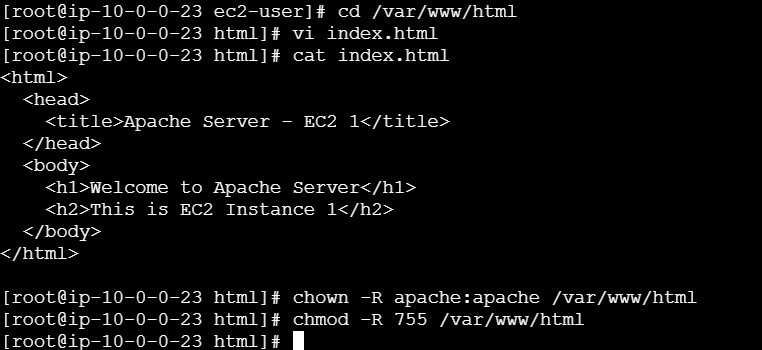 [root@ip-10-0-0-23 ec2-user]# cd /var/www/html
[root@ip-10-0-0-23 html]# vi index.html
[root@ip-10-0-0-23 html]# cat index.html
<html>
  <head>
    <title>Apache Server - EC2 1</title>
  </head>
  <body>
    <h1>Welcome to Apache Server</h1>
    <h2>This is EC2 Instance 1</h2>
  </body>
</html>

[root@ip-10-0-0-23 html]# chown -R apache:apache /var/www/html
[root@ip-10-0-0-23 html]# chmod -R 755 /var/www/html
[root@ip-10-0-0-23 html]#